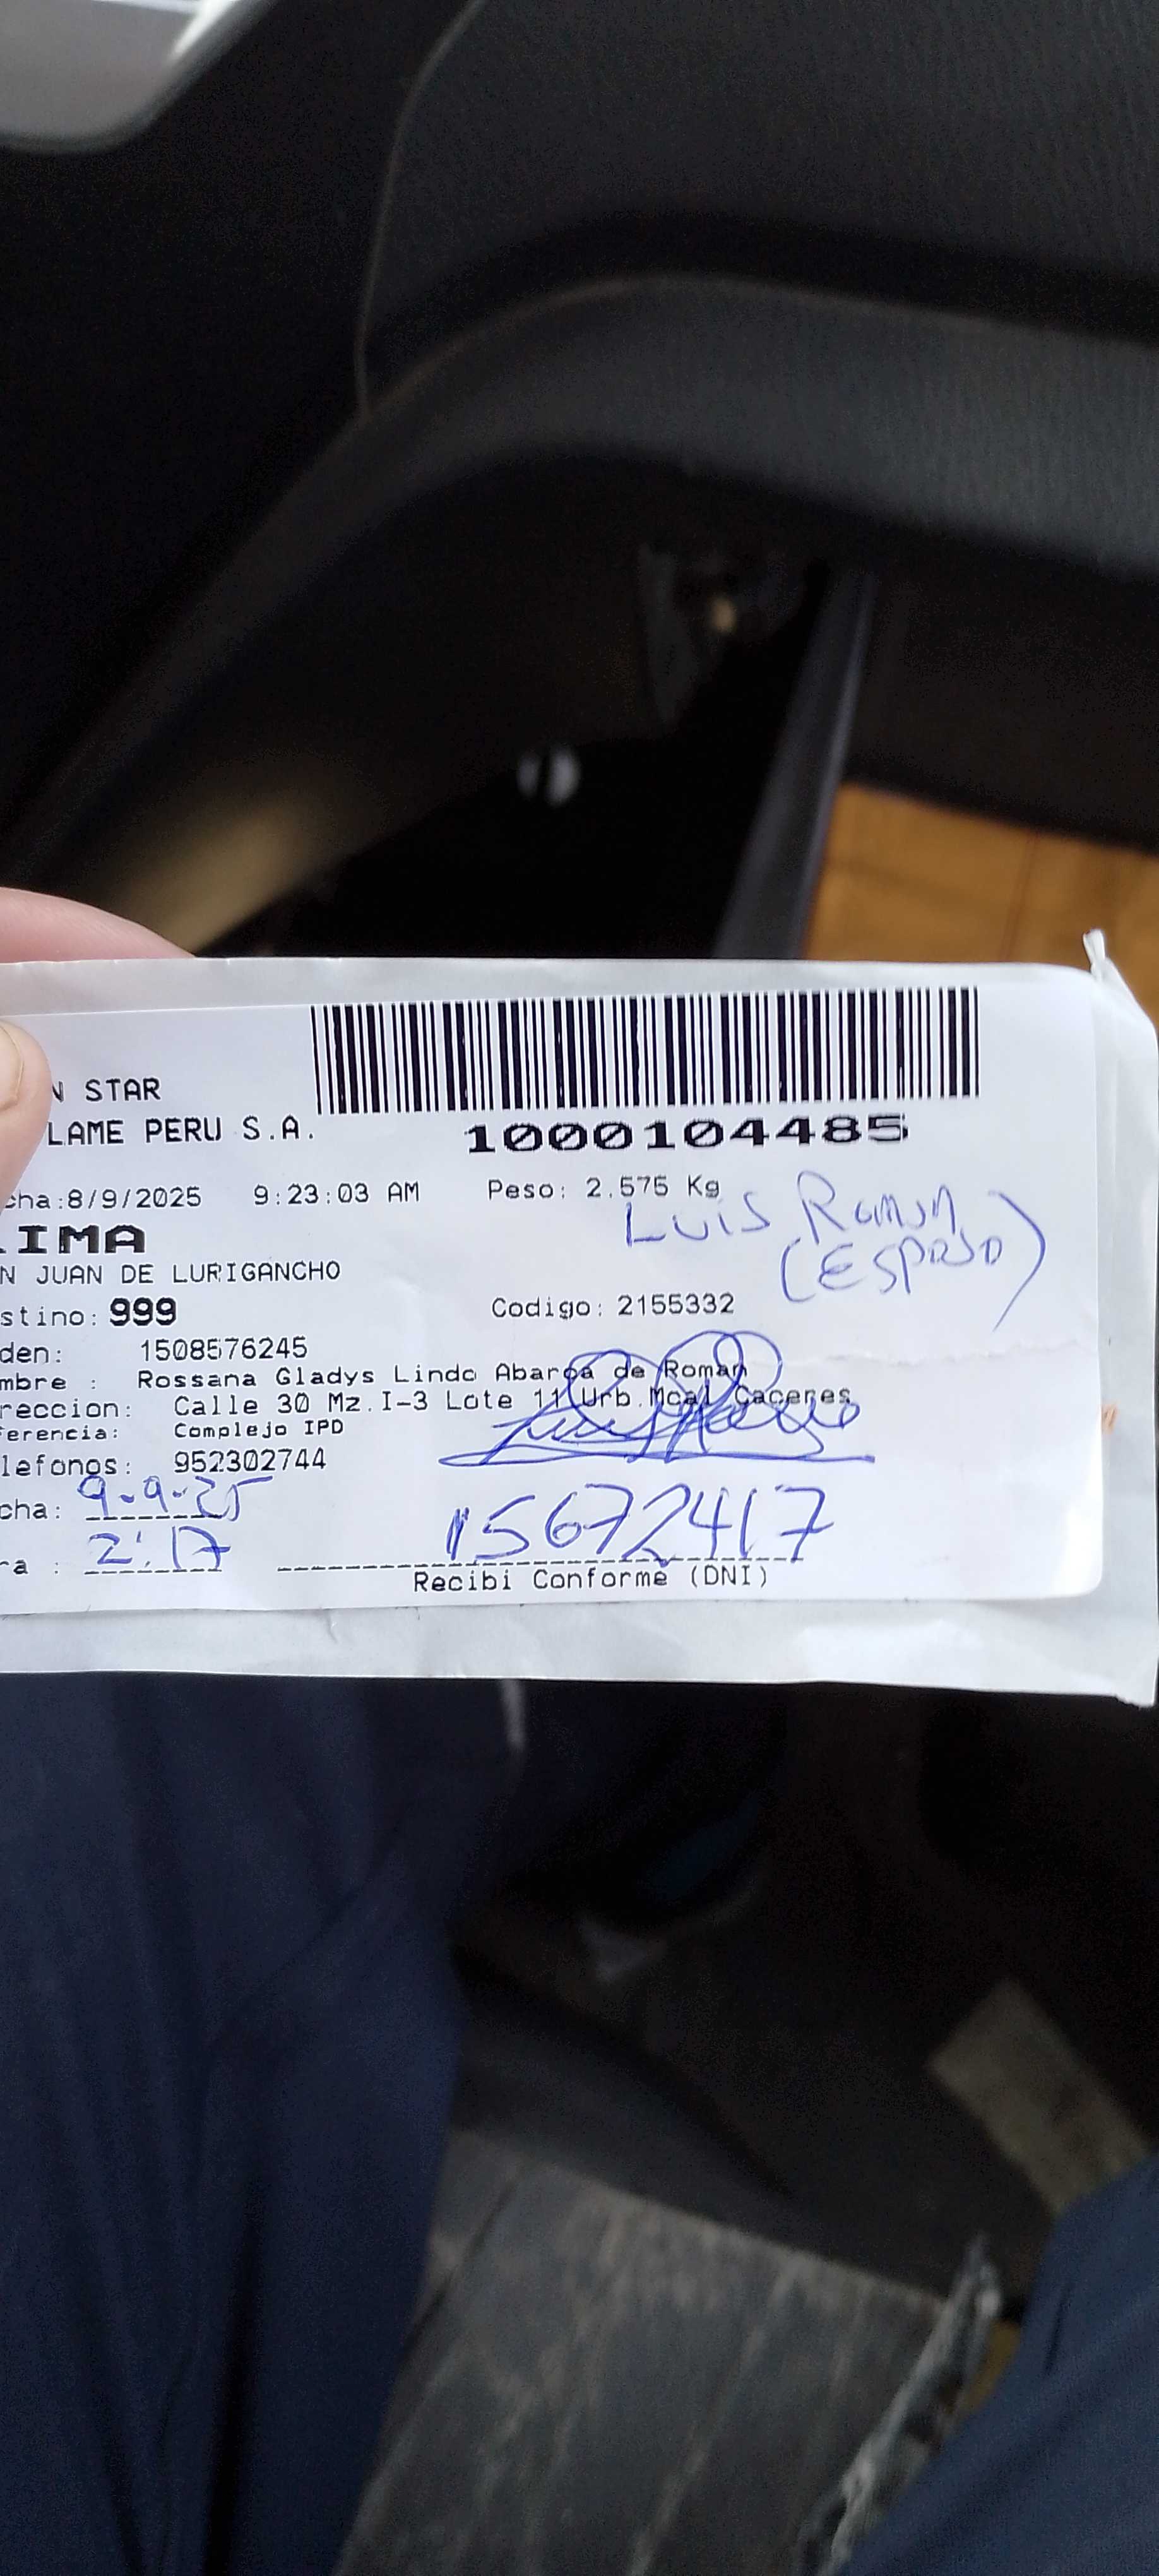 N STAR
LAME PERU S.A.
1000104485
cha:8/9/2025 9:23:03 AM Peso: 2.575 Kg
LUIS ROMAN
(ESPOSO)
IMA
N JUAN DE LURIGANCHO
stino: 999 Codigo: 2155332
den: 1508576245
mbre : Rossana Gladys Lindo Abarca de Roman
reccion: Calle 30 Mz.I-3 Lote 11 Urb.Mcal Caceres
ferencia: Complejo IPD
lefonos: 952302744
cha: 9-9-25
ra : 2:17 15672417
Recibi Conforme (DNI)